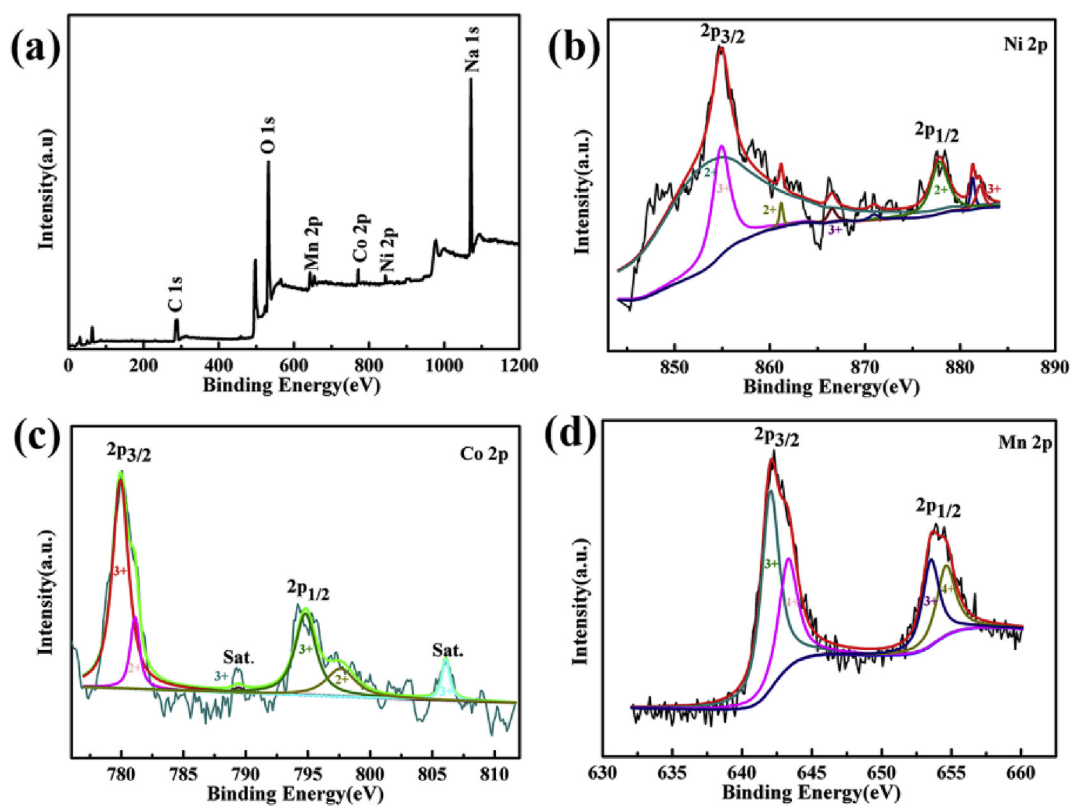 (a)
Intensity(a.u)
C 1s
O 1s
Mn 2p
Co 2p
Ni 2p
Na 1s
0 200 400 600 800 1000 1200
Binding Energy(eV)
(b)
Ni 2p
Intensity(a.u.)
2p3/2
2p1/2
2+
3+
2+
3+
2+
3+
850 860 870 880 890
Binding Energy(eV)
(c)
Co 2p
Intensity(a.u.)
2p3/2
3+
2+
Sat.
3+
2p1/2
3+
2+
Sat.
3+
780 785 790 795 800 805 810
Binding Energy(eV)
(d)
Mn 2p
Intensity(a.u.)
2p3/2
3+
4+
2p1/2
3+
4+
630 635 640 645 650 655 660
Binding Energy(eV)